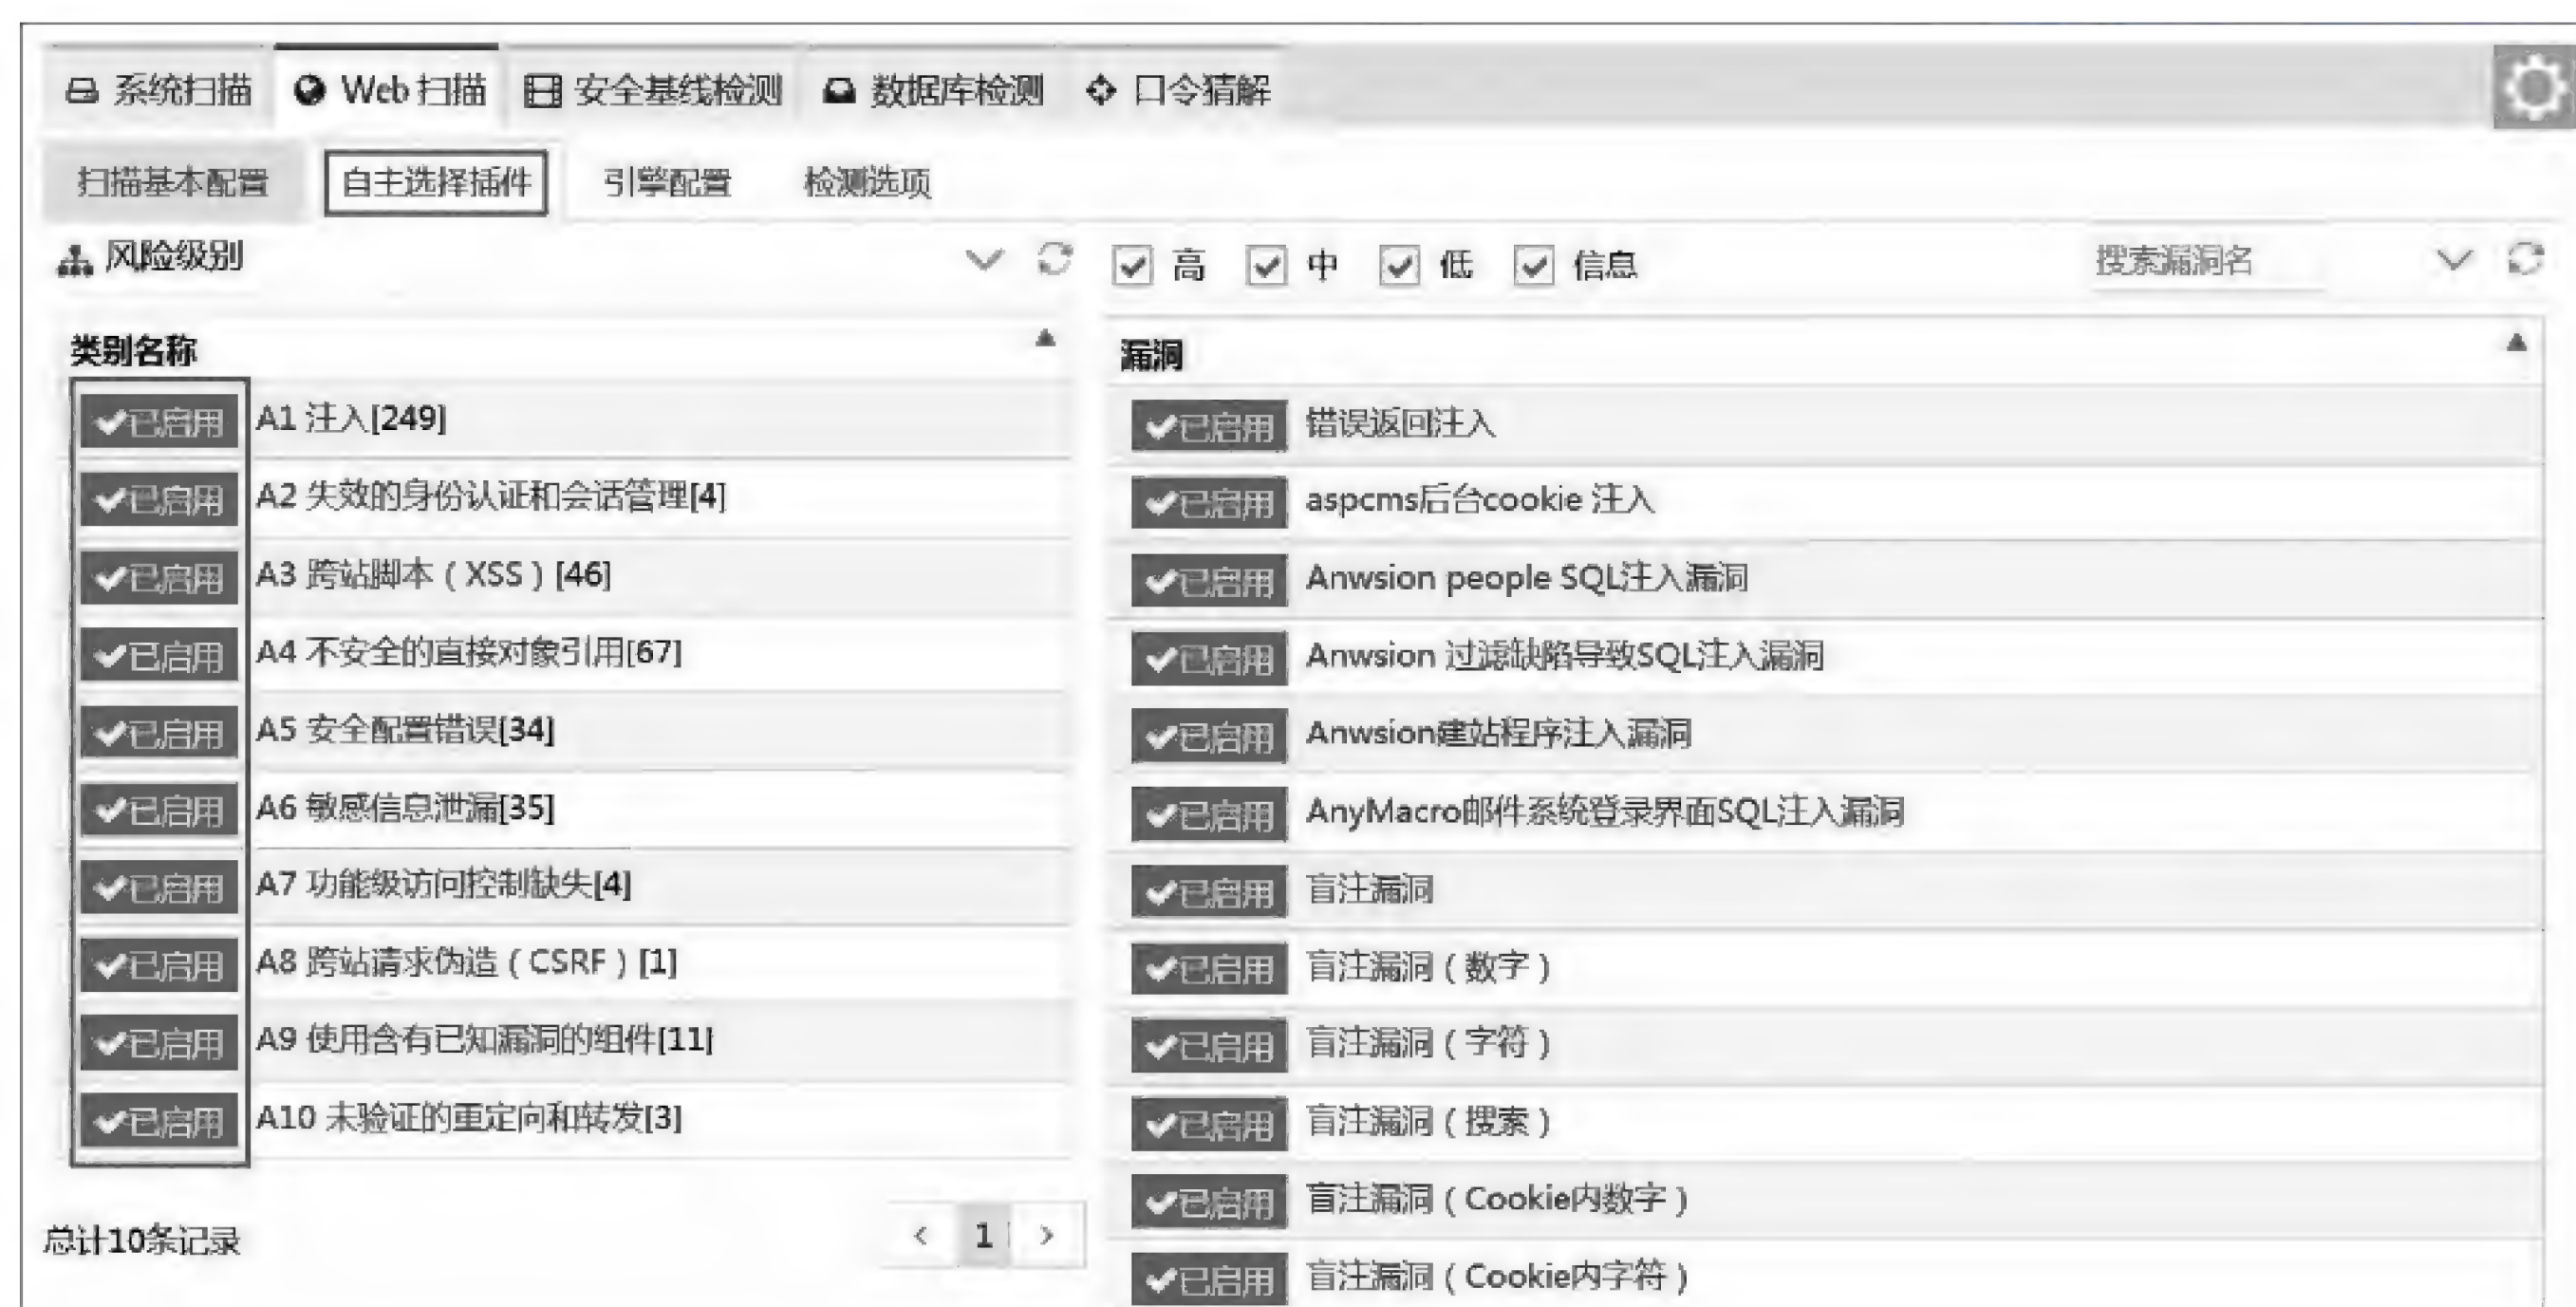 系统扫描 Web 扫描 安全基线检测 数据库检测 口令猜解
扫描基本配置 自主选择插件 引擎配置 检测选项
风险级别
高 中 低 信息 搜索漏洞名
类别名称
已启用 A1 注入[249]
已启用 A2 失效的身份认证和会话管理[4]
已启用 A3 跨站脚本（XSS）[46]
已启用 A4 不安全的直接对象引用[67]
已启用 A5 安全配置错误[34]
已启用 A6 敏感信息泄漏[35]
已启用 A7 功能级访问控制缺失[4]
已启用 A8 跨站请求伪造（CSRF）[1]
已启用 A9 使用含有已知漏洞的组件[11]
已启用 A10 未验证的重定向和转发[3]
总计10条记录 < 1 >
漏洞
已启用 错误返回注入
已启用 aspcms后台cookie 注入
已启用 Anwsion people SQL注入漏洞
已启用 Anwsion 过滤缺陷导致SQL注入漏洞
已启用 Anwsion建站程序注入漏洞
已启用 AnyMacro邮件系统登录界面SQL注入漏洞
已启用 盲注漏洞
已启用 盲注漏洞（数字）
已启用 盲注漏洞（字符）
已启用 盲注漏洞（搜索）
已启用 盲注漏洞（Cookie内数字）
已启用 盲注漏洞（Cookie内字符）